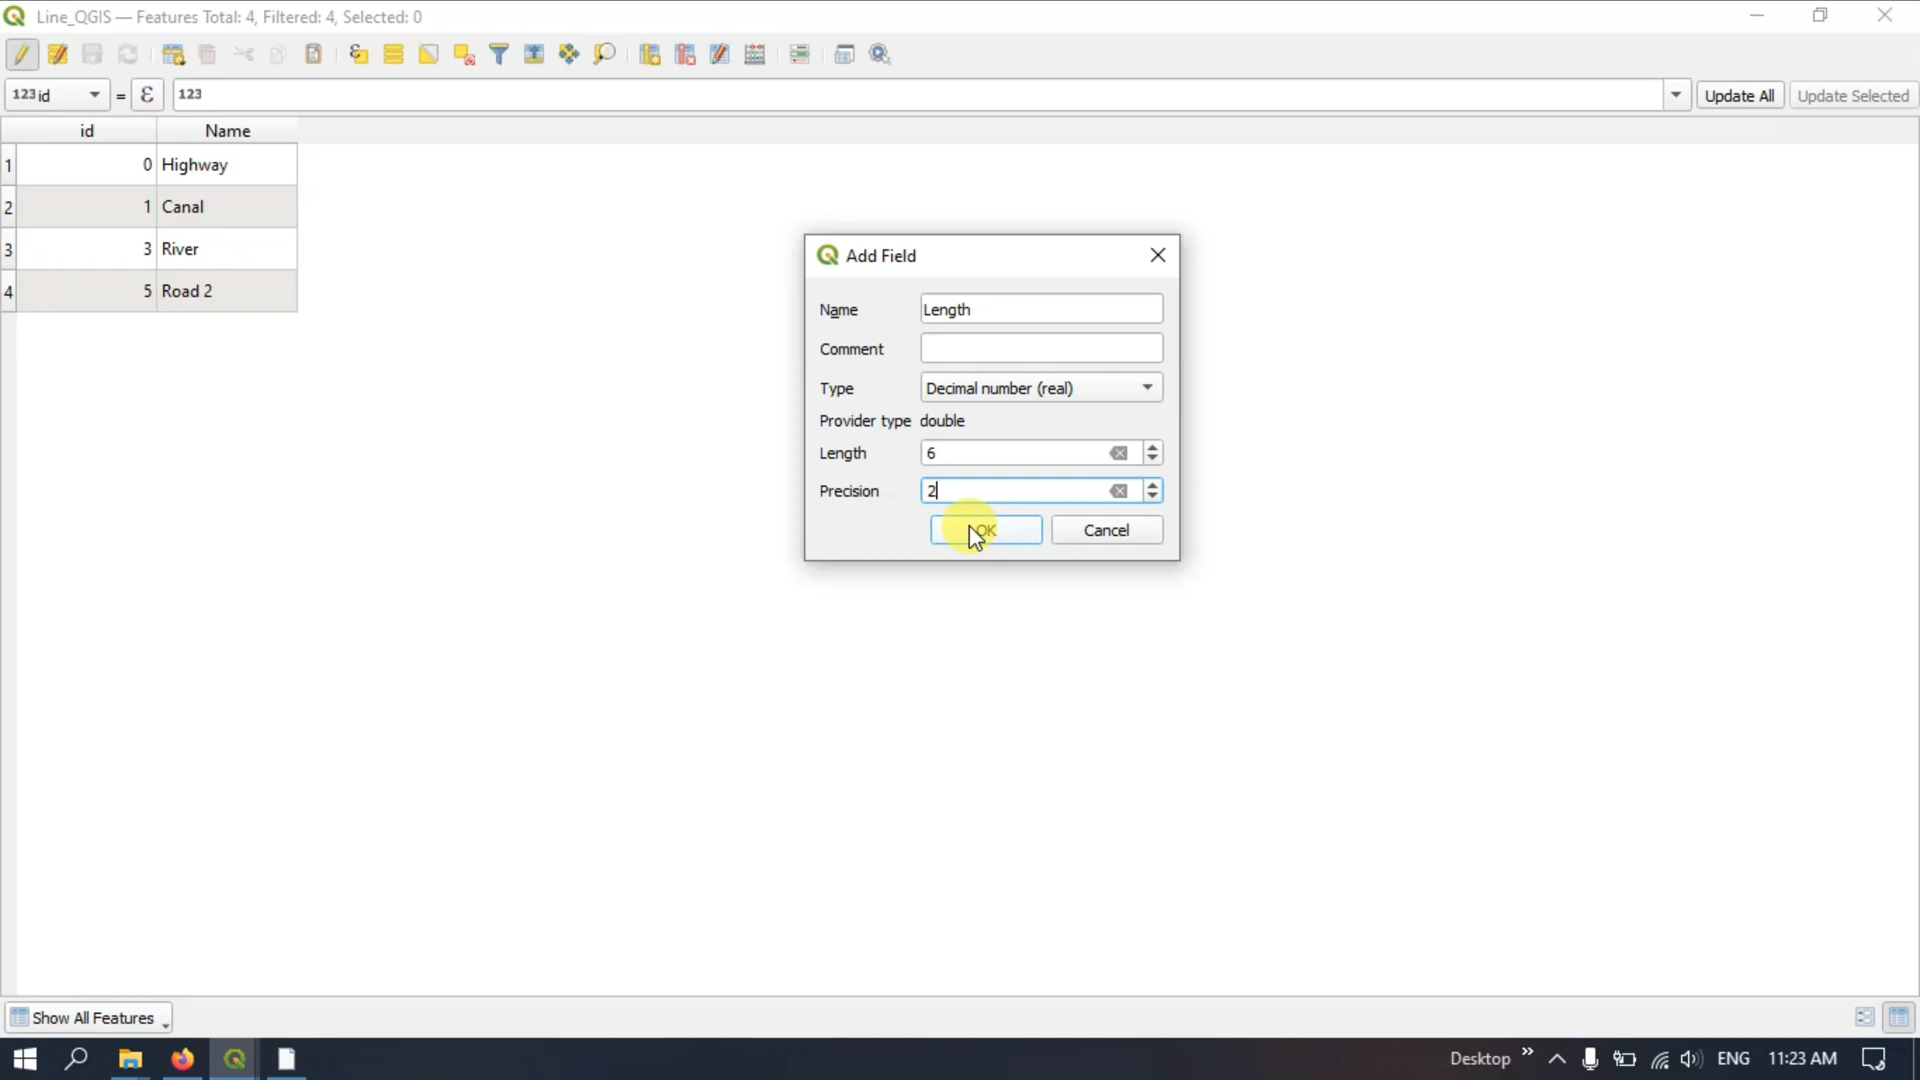 Line_QGIS — Features Total: 4, Filtered: 4, Selected: 0
123 id = ε 123 Update All Update Selected
id Name
1 0 Highway
2 1 Canal
3 3 River
4 5 Road 2
Add Field
Name Length
Comment
Type Decimal number (real)
Provider type double
Length 6
Precision 2
OK Cancel
Show All Features
Desktop » ENG 11:23 AM